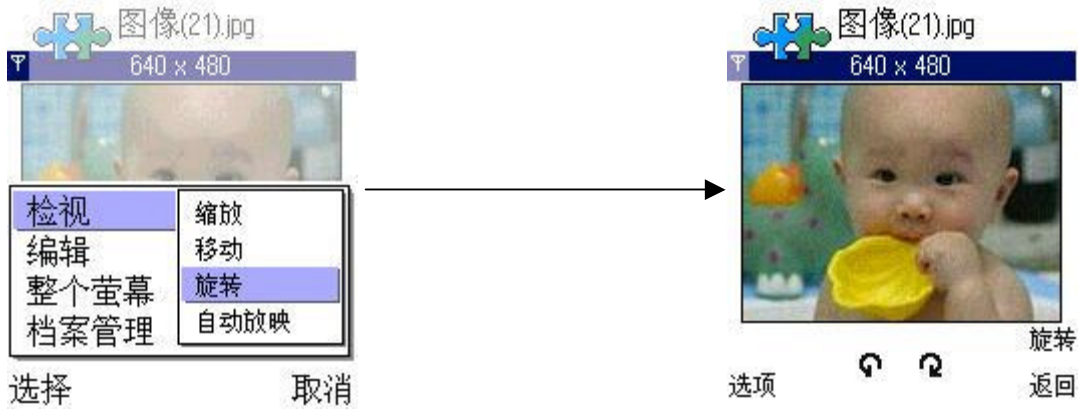 图像(21).jpg
640 x 480
检视
编辑
整个萤幕
档案管理
缩放
移动
旋转
自动放映
选择
取消
图像(21).jpg
640 x 480
旋转
选项
返回